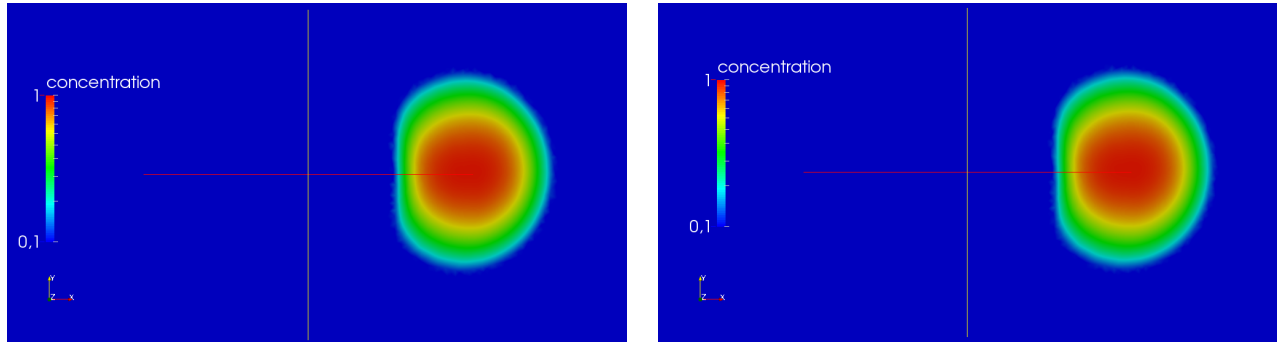 concentration
1
0,1
Y
Z X
concentration
1
0,1
Y
Z X